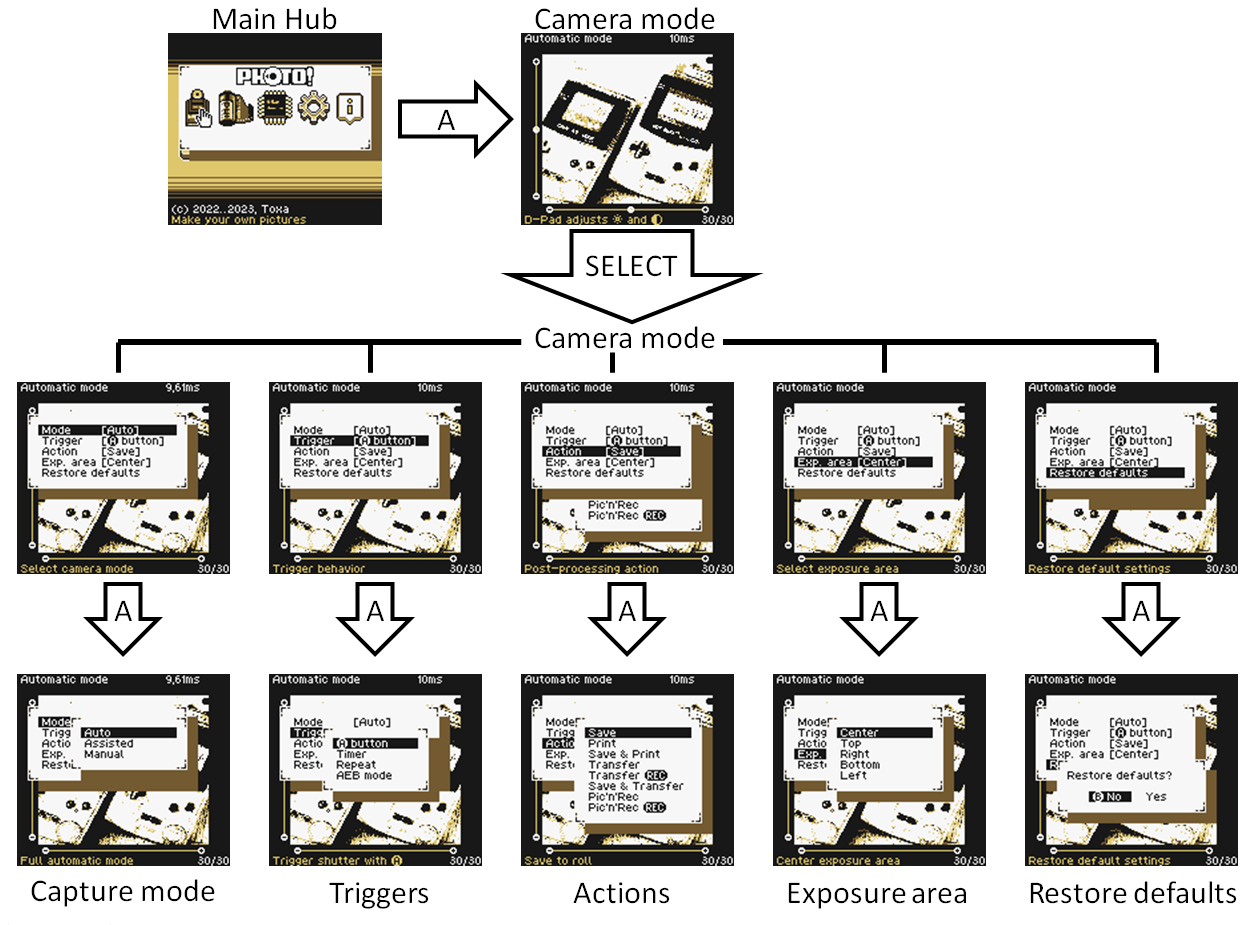 Main Hub
Camera mode
PHOTO!
(c) 2022..2023, Toxa
Make your own pictures
A
Automatic mode 10ms
D-Pad adjusts and
30/30
SELECT
Camera mode
Automatic mode 9,61ms
Mode [Auto]
Trigger [A button]
Action [Save]
Exp. area [Center]
Restore defaults
Select camera mode 30/30
Automatic mode 10ms
Mode [Auto]
Trigger [A button]
Action [Save]
Exp. area [Center]
Restore defaults
Trigger behavior 30/30
Automatic mode 10ms
Mode [Auto]
Trigger [A button]
Action [Save]
Exp. area [Center]
Restore defaults
Pic'n'Rec
Pic'n'Rec REC
Post-processing action 30/30
Automatic mode
Mode [Auto]
Trigger [A button]
Action [Save]
Exp. area [Center]
Restore defaults
Select exposure area 30/30
Automatic mode
Mode [Auto]
Trigger [A button]
Action [Save]
Exp. area [Center]
Restore defaults
Restore default settings 30/30
A
A
A
A
A
Automatic mode 9,61ms
Mode
Trigg
Actio
Exp.
Rest
Auto
Assisted
Manual
Full automatic mode 30/30
Automatic mode 10ms
Mode [Auto]
Trigg
Actio
Exp.
Rest
A button
Timer
Repeat
AEB mode
Trigger shutter with A 30/30
Automatic mode 10ms
Mode
Trigg
Actio
Exp.
Rest
Save
Print
Save & Print
Transfer
Transfer REC
Save & Transfer
Pic'n'Rec
Pic'n'Rec REC
Save to roll 30/30
Automatic mode
Mode
Trigg
Actio
Exp.
Rest
Center
Top
Right
Bottom
Left
Center exposure area 30/30
Automatic mode
Mode [Auto]
Trigger [A button]
Action [Save]
Exp. area [Center]
R
Restore defaults?
B No Yes
Restore default settings 30/30
Capture mode
Triggers
Actions
Exposure area
Restore defaults